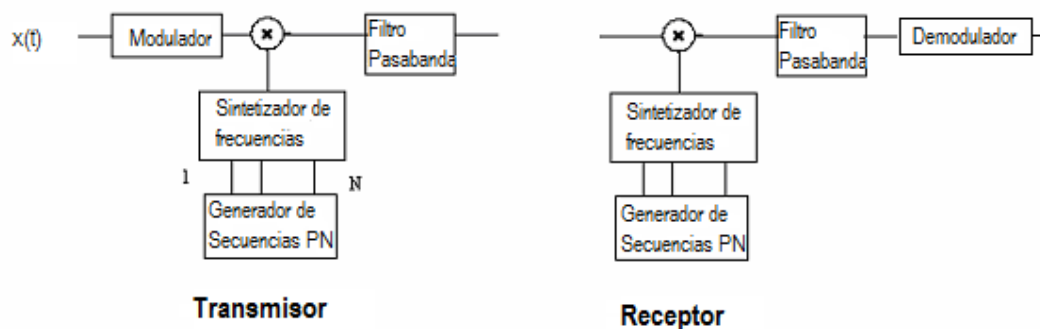 x(t)
Modulador
Filtro
Pasabanda
Sintetizador de
frecuencias
1
N
Generador de
Secuencias PN
Transmisor
Filtro
Pasabanda
Demodulador
Sintetizador de
frecuencias
Generador de
Secuencias PN
Receptor